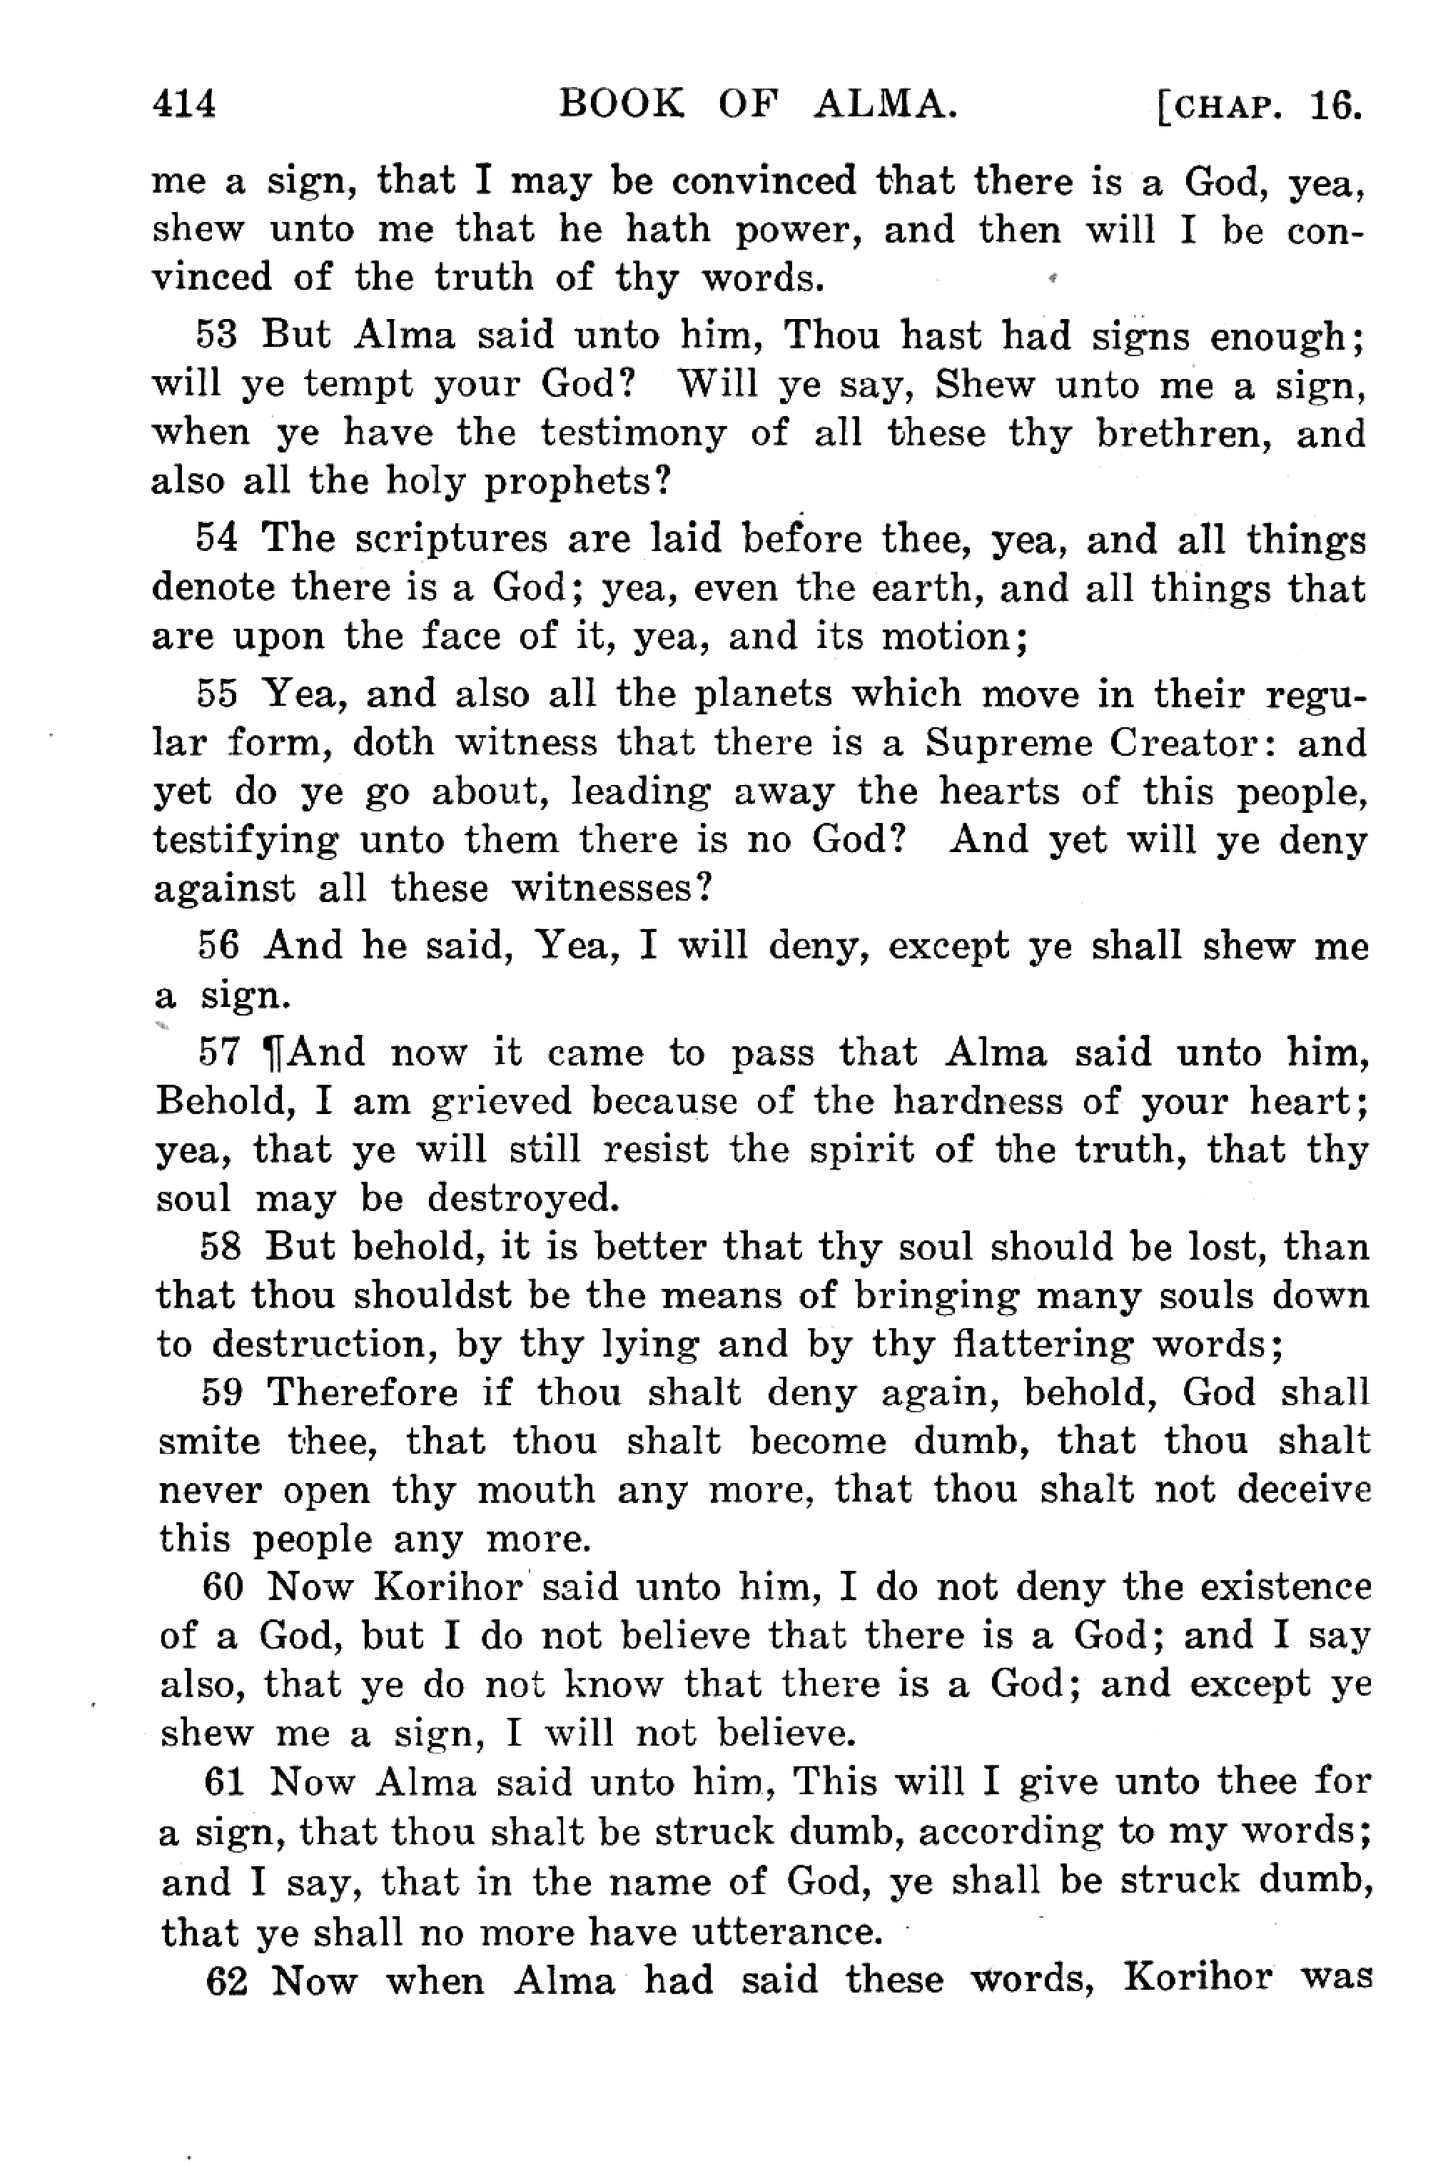 414 BOOK OF ALMA. [CHAP. 16.
me a sign, that I may be convinced that there is a God, yea,
shew unto me that he hath power, and then will I be con-
vinced of the truth of thy words.
53 But Alma said unto him, Thou hast had signs enough;
will ye tempt your God? Will ye say, Shew unto me a sign,
when ye have the testimony of all these thy brethren, and
also all the holy prophets?
54 The scriptures are laid before thee, yea, and all things
denote there is a God; yea, even the earth, and all things that
are upon the face of it, yea, and its motion;
55 Yea, and also all the planets which move in their regu-
lar form, doth witness that there is a Supreme Creator: and
yet do ye go about, leading away the hearts of this people,
testifying unto them there is no God? And yet will ye deny
against all these witnesses?
56 And he said, Yea, I will deny, except ye shall shew me
a sign.
57 ¶And now it came to pass that Alma said unto him,
Behold, I am grieved because of the hardness of your heart;
yea, that ye will still resist the spirit of the truth, that thy
soul may be destroyed.
58 But behold, it is better that thy soul should be lost, than
that thou shouldst be the means of bringing many souls down
to destruction, by thy lying and by thy flattering words;
59 Therefore if thou shalt deny again, behold, God shall
smite thee, that thou shalt become dumb, that thou shalt
never open thy mouth any more, that thou shalt not deceive
this people any more.
60 Now Korihor said unto him, I do not deny the existence
of a God, but I do not believe that there is a God; and I say
also, that ye do not know that there is a God; and except ye
shew me a sign, I will not believe.
61 Now Alma said unto him, This will I give unto thee for
a sign, that thou shalt be struck dumb, according to my words;
and I say, that in the name of God, ye shall be struck dumb,
that ye shall no more have utterance.
62 Now when Alma had said these words, Korihor was